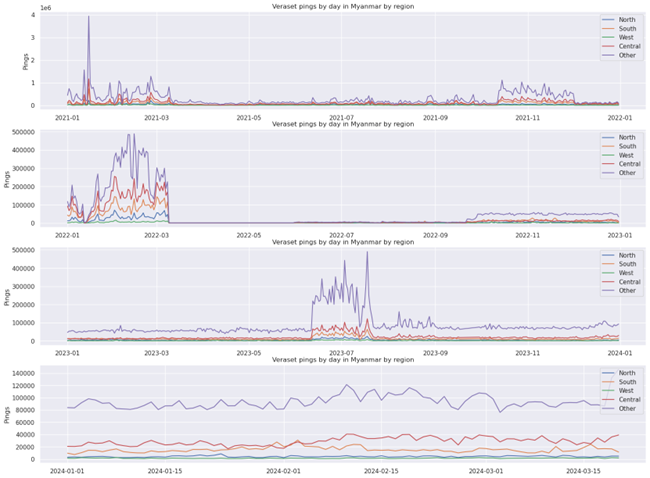 Veraset pings by day in Myanmar by region
1e6
4
3
2
1
0
Pings
North
South
West
Central
Other
2021-01 2021-03 2021-05 2021-07 2021-09 2021-11 2022-01
Veraset pings by day in Myanmar by region
500000
400000
300000
200000
100000
0
Pings
North
South
West
Central
Other
2022-01 2022-03 2022-05 2022-07 2022-09 2022-11 2023-01
Veraset pings by day in Myanmar by region
500000
400000
300000
200000
100000
0
Pings
North
South
West
Central
Other
2023-01 2023-03 2023-05 2023-07 2023-09 2023-11 2024-01
Veraset pings by day in Myanmar by region
140000
120000
100000
80000
60000
40000
20000
0
Pings
North
South
West
Central
Other
2024-01-01 2024-01-15 2024-02-01 2024-02-15 2024-03-01 2024-03-15